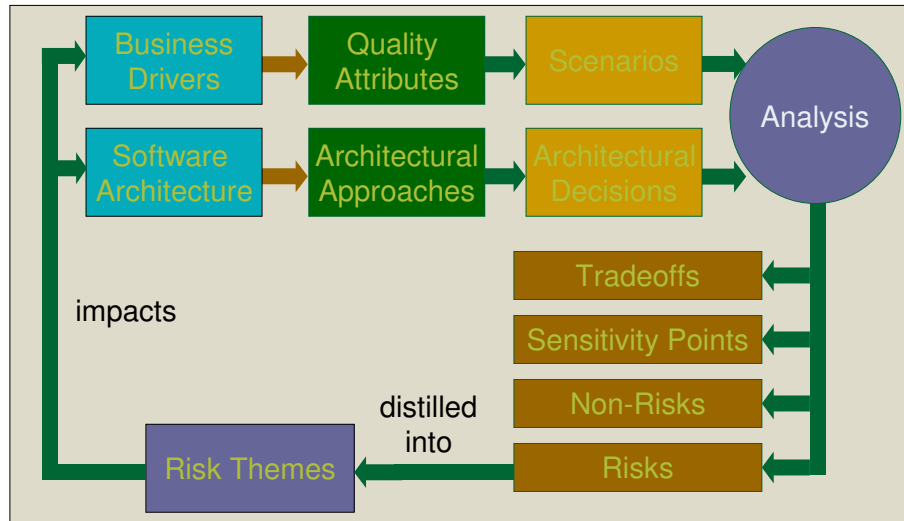 Business
Drivers
Quality
Attributes
Scenarios
Analysis
Software
Architecture
Architectural
Approaches
Architectural
Decisions
Tradeoffs
impacts
Sensitivity Points
Non-Risks
distilled
into
Risk Themes
Risks